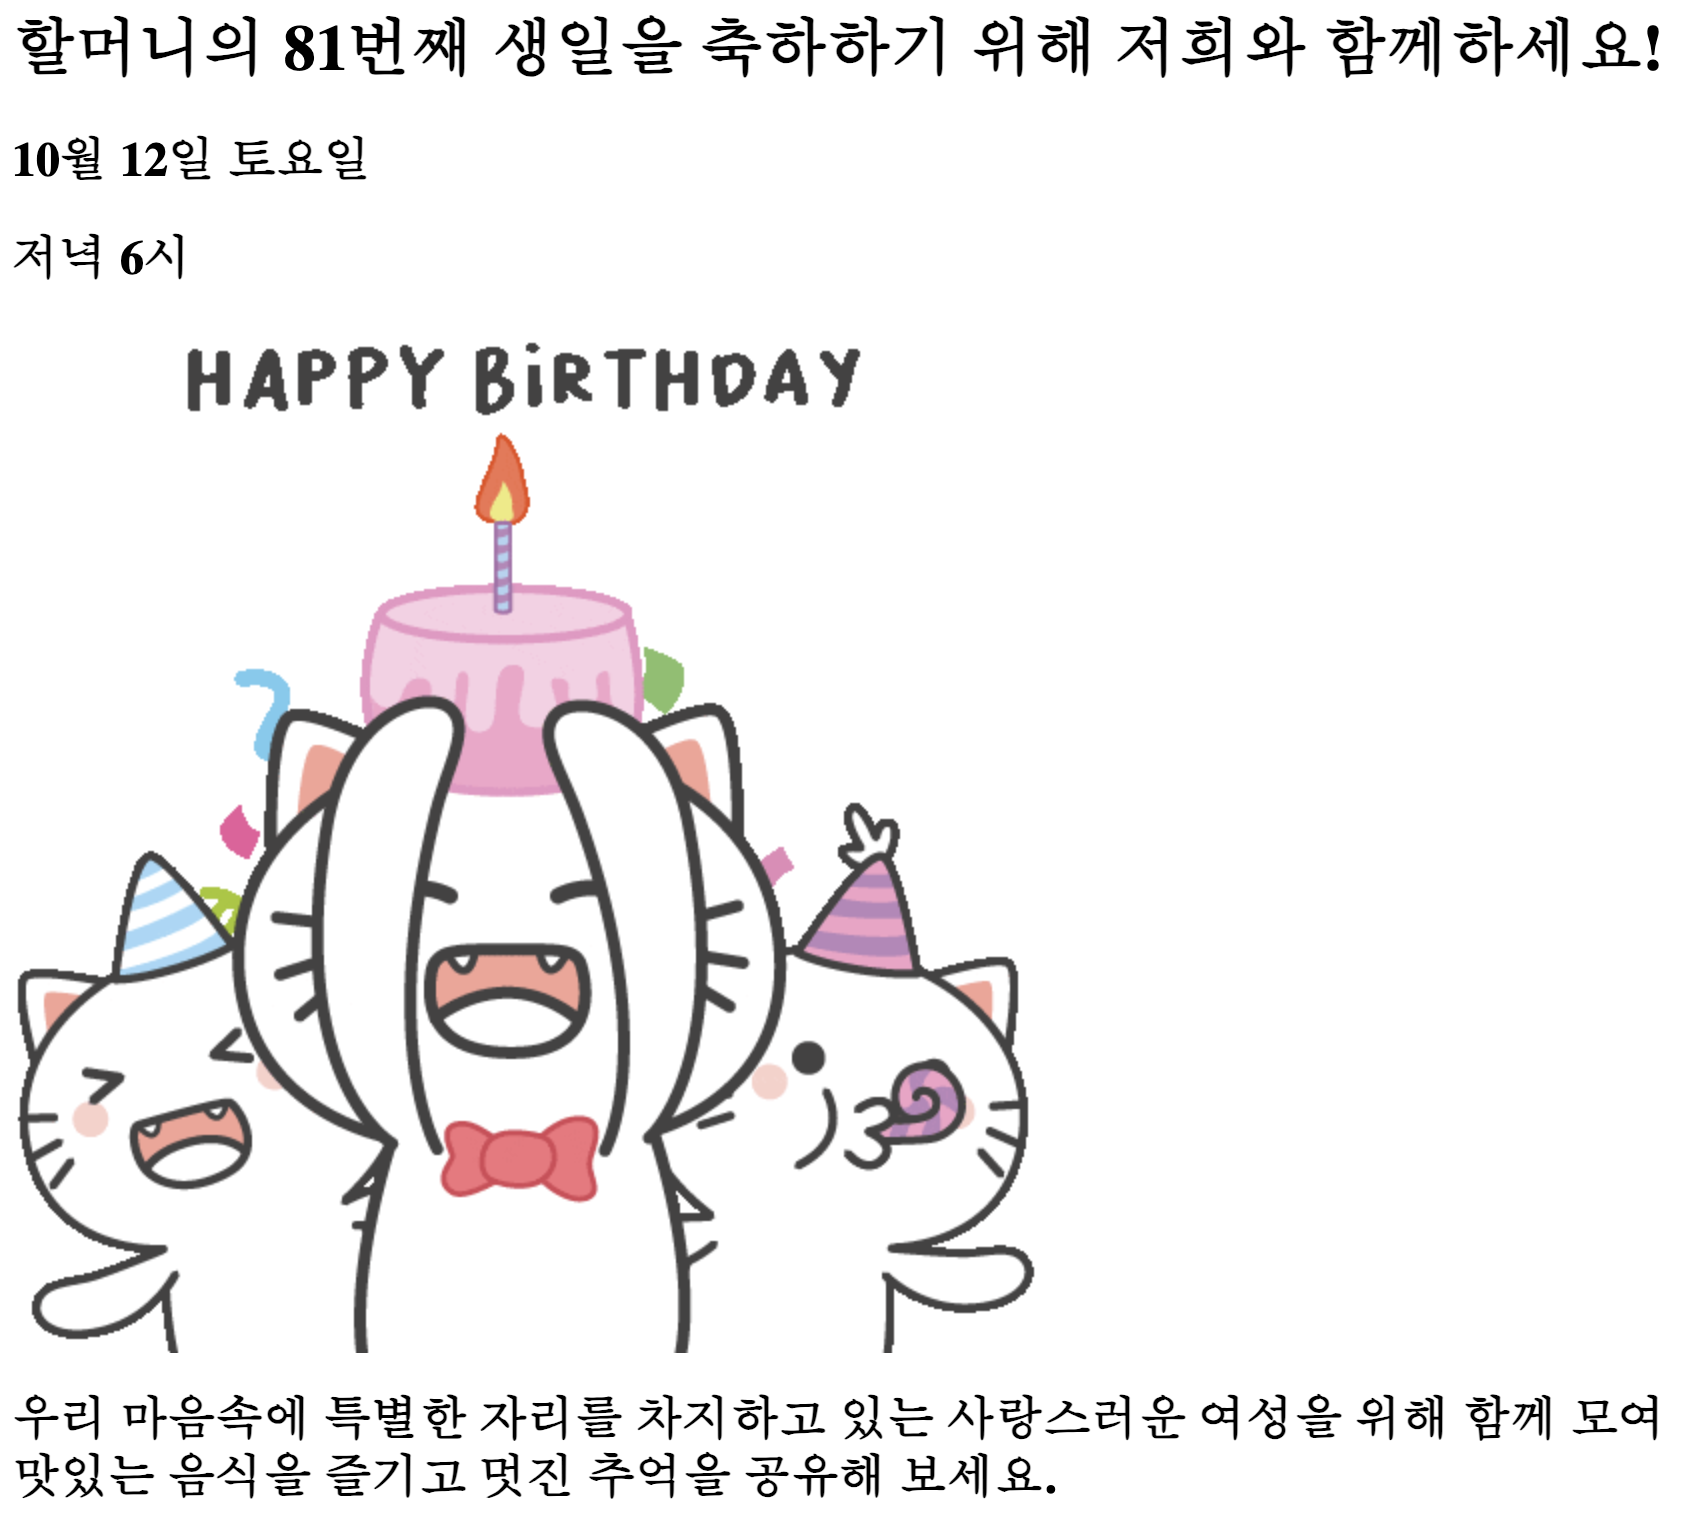 할머니의 81번째 생일을 축하하기 위해 저희와 함께하세요!
10월 12일 토요일
저녁 6시
HAPPY BiRTHDAY
우리 마음속에 특별한 자리를 차지하고 있는 사랑스러운 여성을 위해 함께 모여
맛있는 음식을 즐기고 멋진 추억을 공유해 보세요.